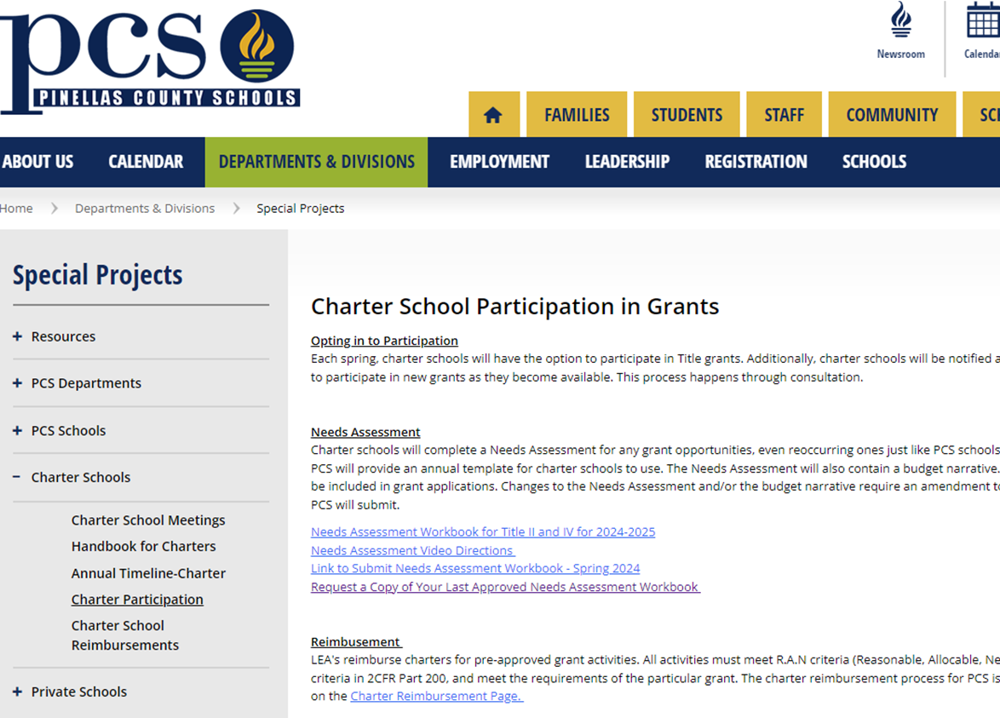 pcs
PINELLAS COUNTY SCHOOLS
Newsroom
FAMILIES STUDENTS STAFF COMMUNITY
ABOUT US CALENDAR DEPARTMENTS & DIVISIONS EMPLOYMENT LEADERSHIP REGISTRATION SCHOOLS
Home Departments & Divisions Special Projects
Special Projects
+ Resources
+ PCS Departments
+ PCS Schools
− Charter Schools
Charter School Meetings
Handbook for Charters
Annual Timeline-Charter
Charter Participation
Charter School
Reimbursements
+ Private Schools
Charter School Participation in Grants
Opting in to Participation
Each spring, charter schools will have the option to participate in Title grants. Additionally, charter schools will be notified
to participate in new grants as they become available. This process happens through consultation.
Needs Assessment
Charter schools will complete a Needs Assessment for any grant opportunities, even reoccurring ones just like PCS schools
PCS will provide an annual template for charter schools to use. The Needs Assessment will also contain a budget narrative.
be included in grant applications. Changes to the Needs Assessment and/or the budget narrative require an amendment
PCS will submit.
Needs Assessment Workbook for Title II and IV for 2024-2025
Needs Assessment Video Directions
Link to Submit Needs Assessment Workbook - Spring 2024
Request a Copy of Your Last Approved Needs Assessment Workbook
Reimbusement
LEA's reimburse charters for pre-approved grant activities. All activities must meet R.A.N criteria (Reasonable, Allocable,
criteria in 2CFR Part 200, and meet the requirements of the particular grant. The charter reimbursement process for PCS is
on the Charter Reimbursement Page.